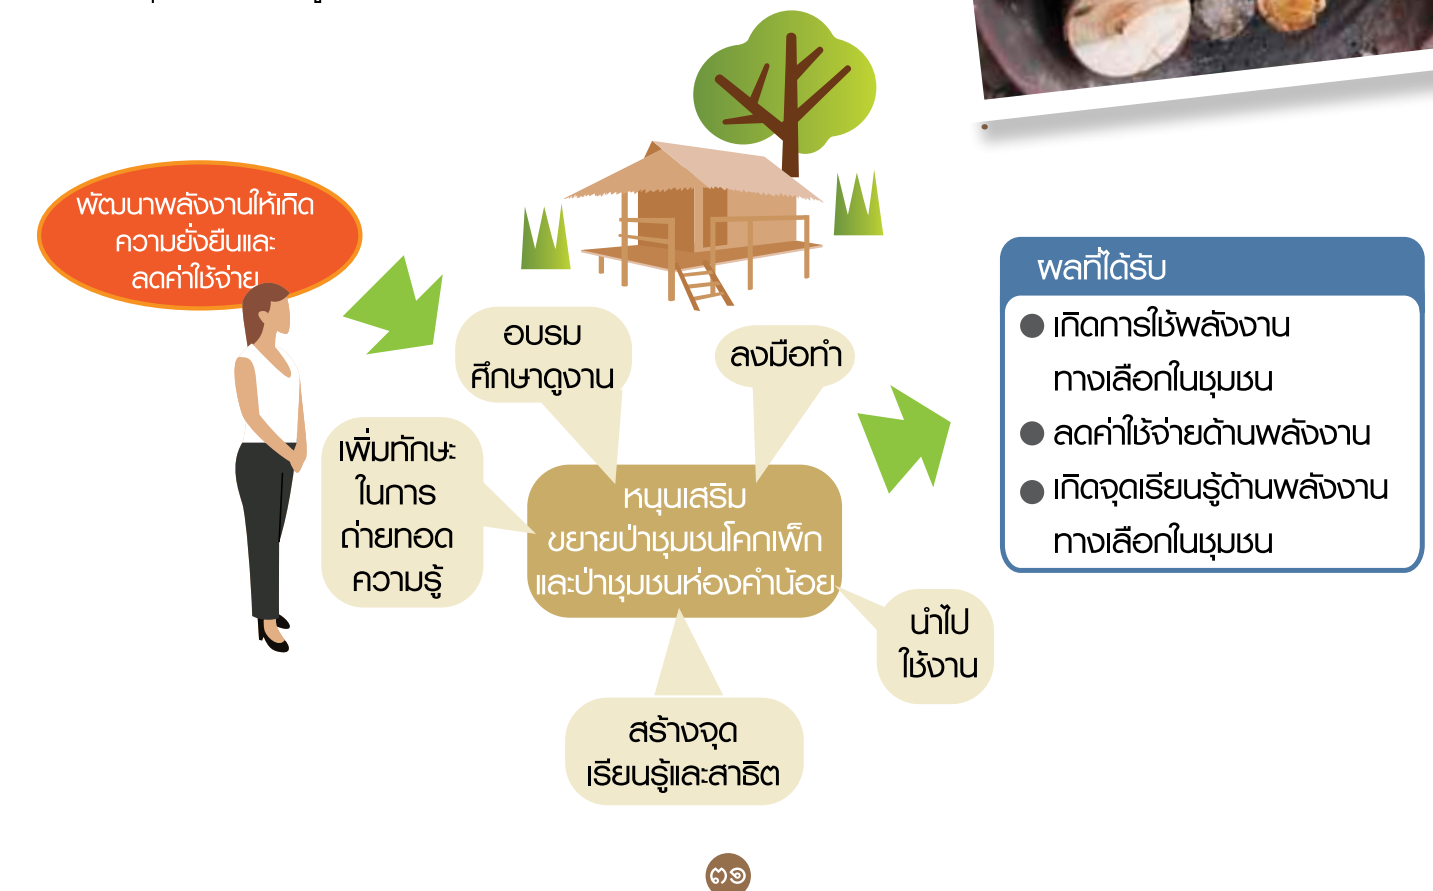 พัฒนาพลังงานให้เกิด
ความยั่งยืนและ
ลดค่าใช้จ่าย
อบรม
ศึกษาดูงาน
ลงมือทำ
เพิ่มทักษะ
ในการ
ถ่ายทอด
ความรู้
หนุนเสริม
ขยายป่าชุมชนโคกเพ็ก
และป่าชุมชนห่องคำน้อย
นำไป
ใช้งาน
สร้างจุด
เรียนรู้และสาธิต
ผลที่ได้รับ
เกิดการใช้พลังงาน
ทางเลือกในชุมชน
ลดค่าใช้จ่ายด้านพลังงาน
เกิดจุดเรียนรู้ด้านพลังงาน
ทางเลือกในชุมชน
๓๑